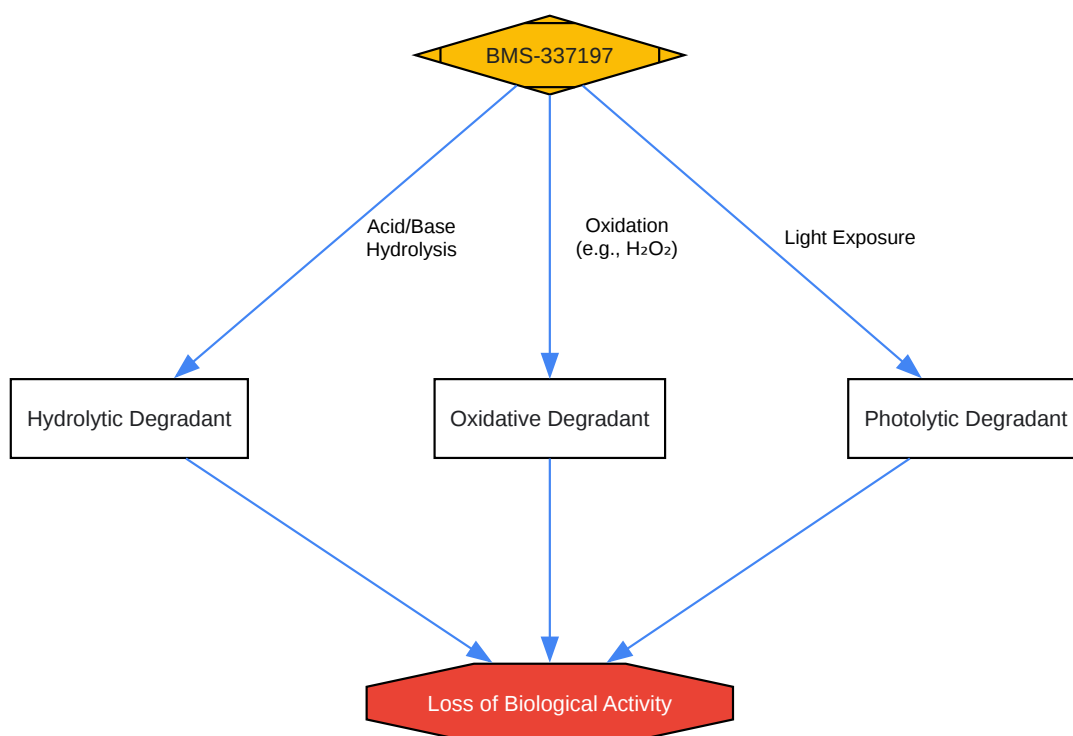 BMS-337197
Acid/Base
Hydrolysis
Oxidation
(e.g., H₂O₂)
Light Exposure
Hydrolytic Degradant
Oxidative Degradant
Photolytic Degradant
Loss of Biological Activity